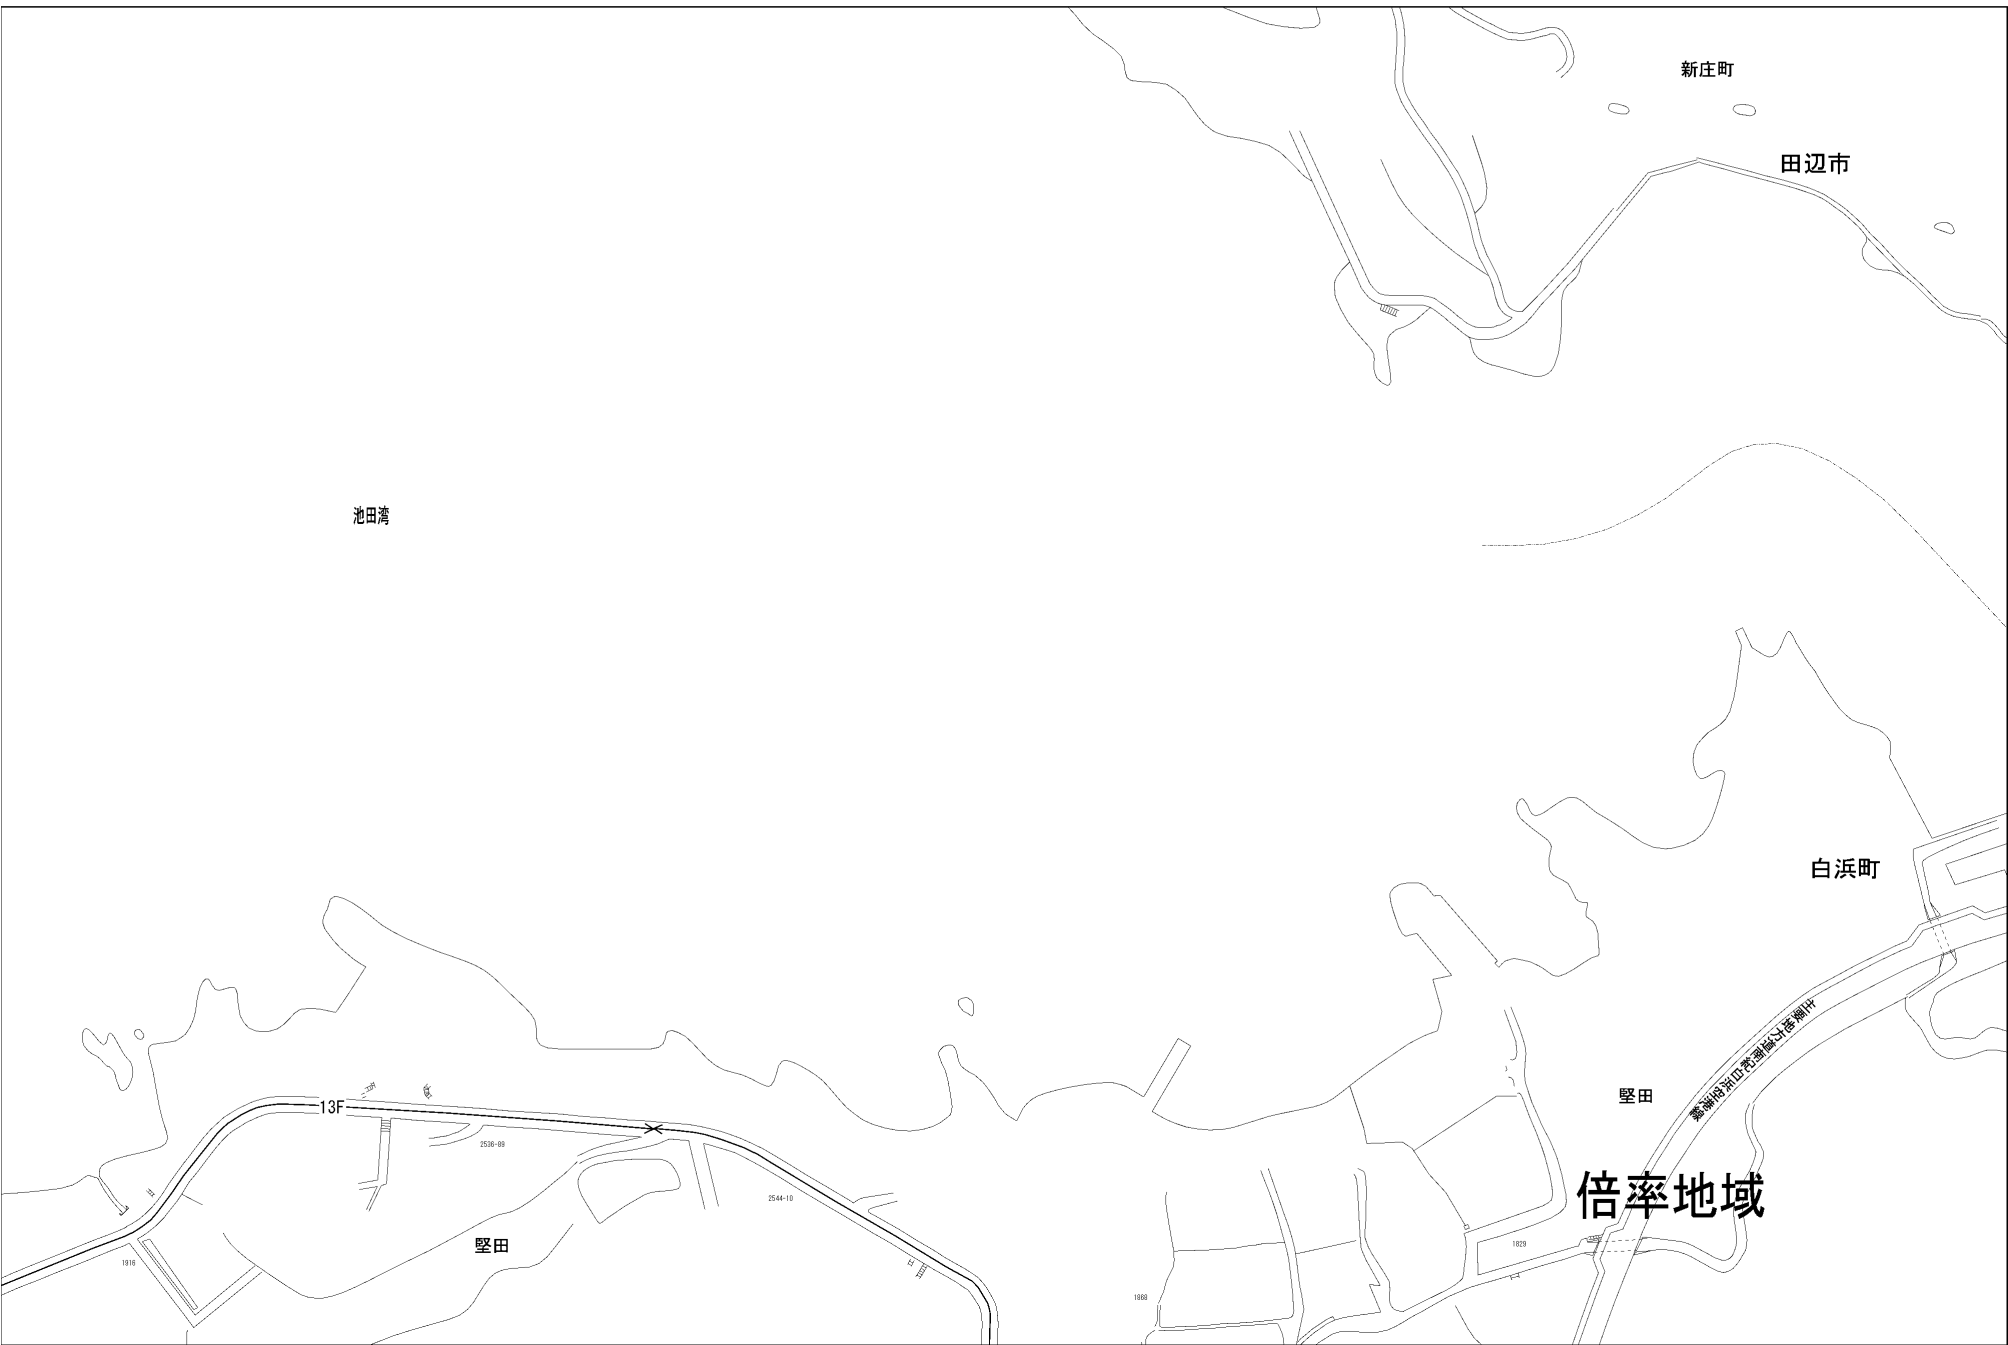 新庄町
田辺市
池田湾
白浜町
主要地方道南紀白浜空港線
堅田
13F
2536-89
2544-10
倍率地域
堅田
1829
1916
1868